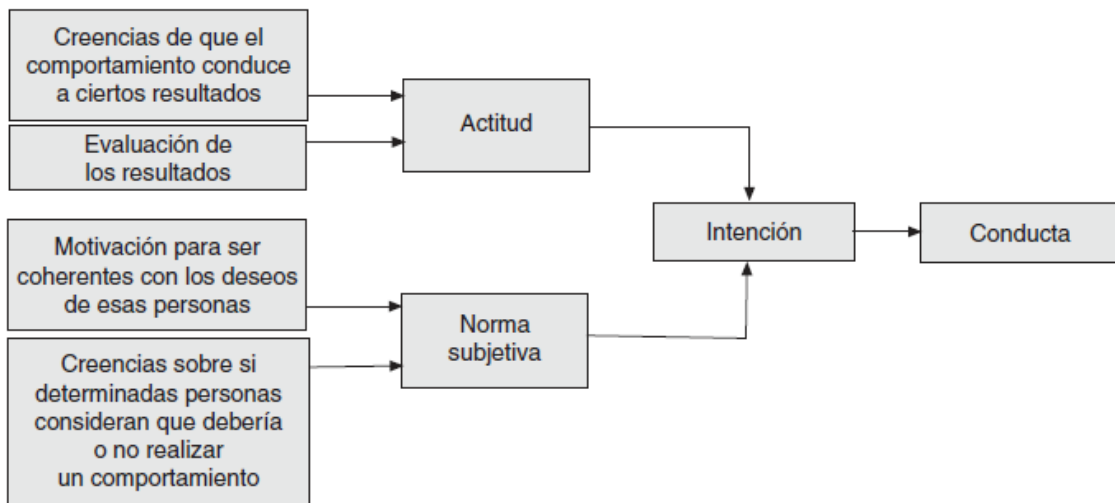 Creencias de que el
comportamiento conduce
a ciertos resultados
Evaluación de
los resultados
Actitud
Motivación para ser
coherentes con los deseos
de esas personas
Creencias sobre si
determinadas personas
consideran que debería
o no realizar
un comportamiento
Norma
subjetiva
Intención
Conducta